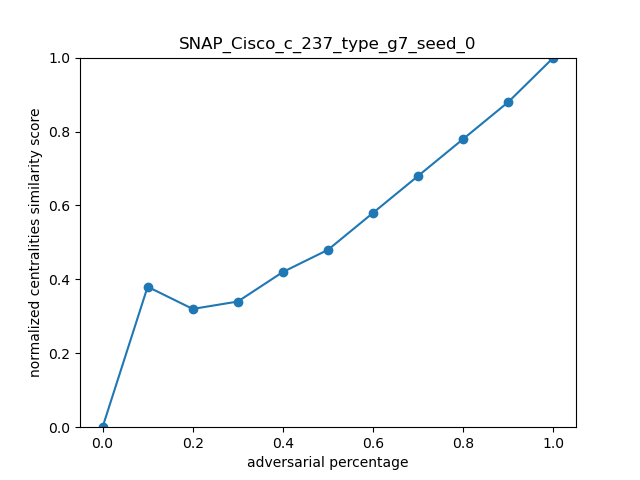 SNAP_Cisco_c_237_type_g7_seed_0
normalized centralities similarity score
1.0
0.8
0.6
0.4
0.2
0.0
0.0 0.2 0.4 0.6 0.8 1.0
adversarial percentage